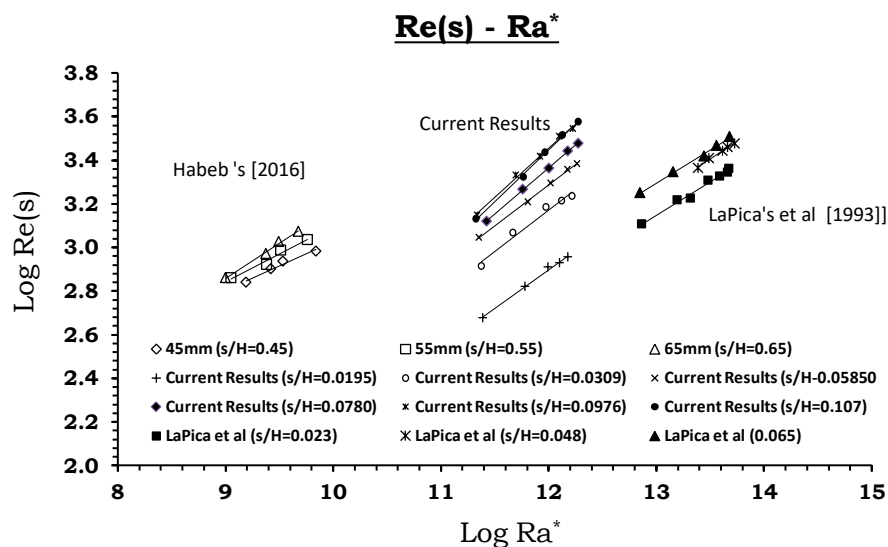 Re(s) - Ra*
3.8
3.6
3.4
3.2
3.0
2.8
2.6
2.4
2.2
2.0
Log Re(s)
Habeb 's [2016]
Current Results
LaPica's et al [1993]]
45mm (s/H=0.45)
55mm (s/H=0.55)
65mm (s/H=0.65)
Current Results (s/H=0.0195)
Current Results (s/H=0.0309)
Current Results (s/H-0.05850
Current Results (s/H=0.0780)
Current Results (s/H=0.0976)
Current Results (s/H=0.107)
LaPica et al (s/H=0.023)
LaPica et al (s/H=0.048)
LaPica et al (0.065)
8 9 10 11 12 13 14 15
Log Ra*